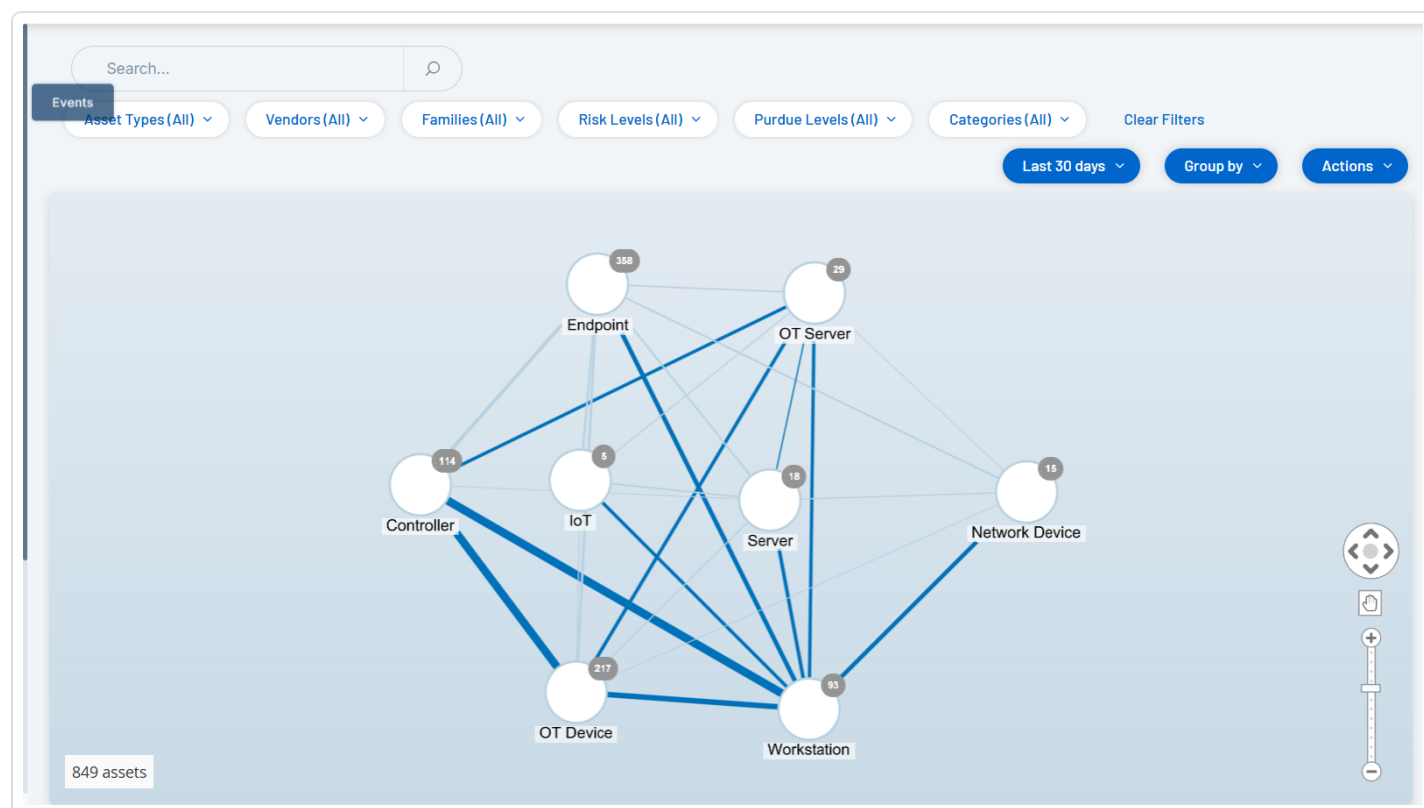 Search...
Events
Asset Types (All)
Vendors (All)
Families (All)
Risk Levels (All)
Purdue Levels (All)
Categories (All)
Clear Filters
Last 30 days
Group by
Actions
358
Endpoint
29
OT Server
114
Controller
5
IoT
18
Server
15
Network Device
217
OT Device
93
Workstation
849 assets